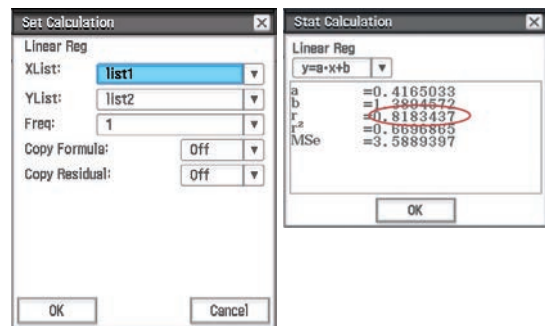 Set Calculation
Linear Reg
XList: list1
YList: list2
Freq: 1
Copy Formula: Off
Copy Residual: Off
OK Cancel
Stat Calculation
Linear Reg
y=a·x+b
a =0.4165033
b =1.3894572
r =0.8183437
r² =0.6696865
MSe =3.5889397
OK